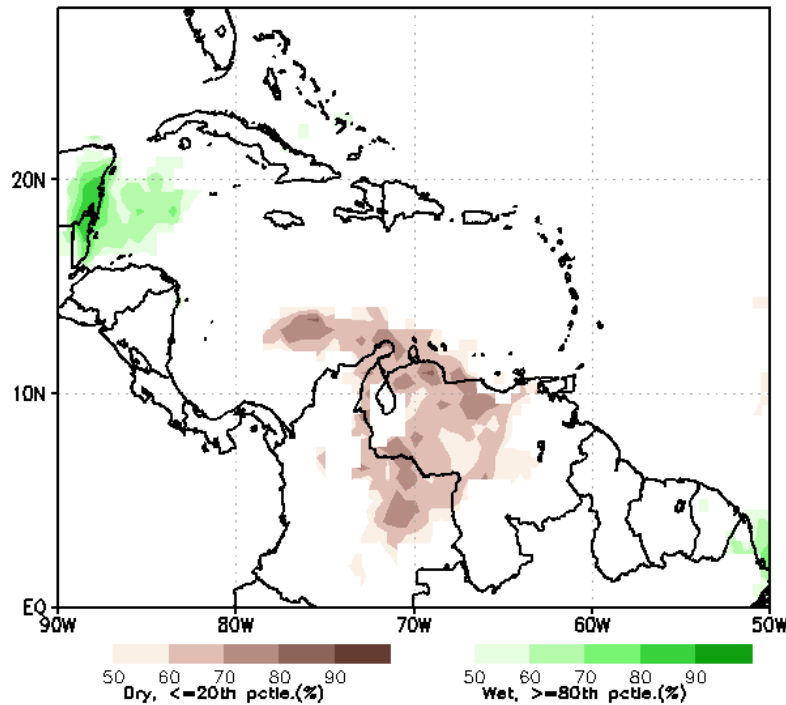 20N
10N
EQ
90W 80W 70W 60W 50W
50 60 70 80 90 50 60 70 80 90
Dry, <=20th pctle.(%) Wet, >=80th pctle.(%)